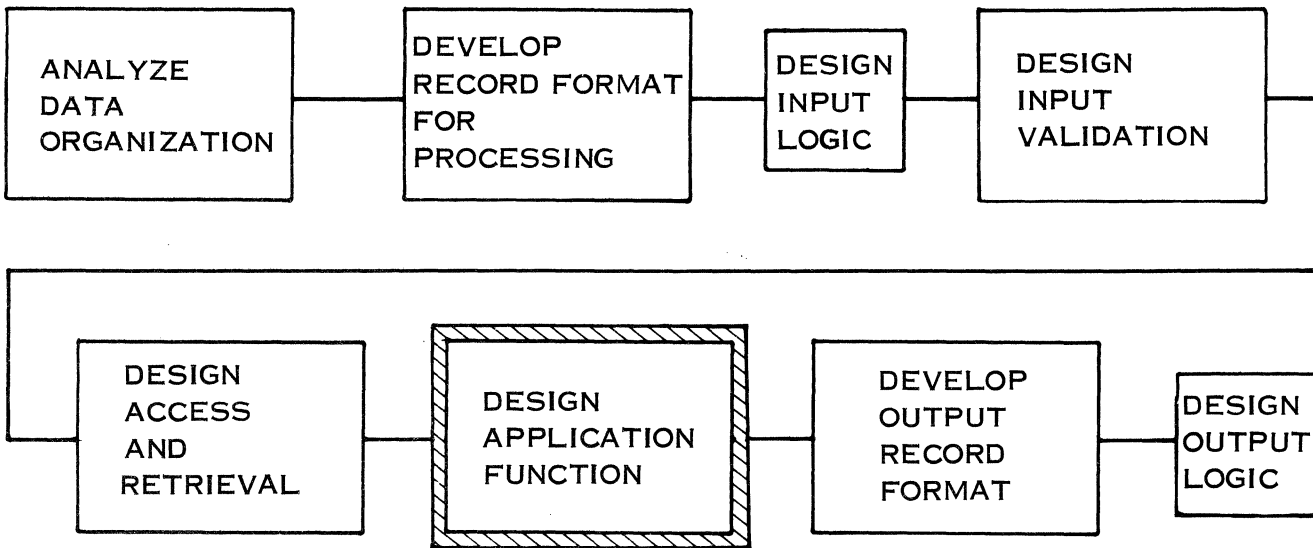 ANALYZE
DATA
ORGANIZATION
DEVELOP
RECORD FORMAT
FOR
PROCESSING
DESIGN
INPUT
LOGIC
DESIGN
INPUT
VALIDATION
DESIGN
ACCESS
AND
RETRIEVAL
DESIGN
APPLICATION
FUNCTION
DEVELOP
OUTPUT
RECORD
FORMAT
DESIGN
OUTPUT
LOGIC